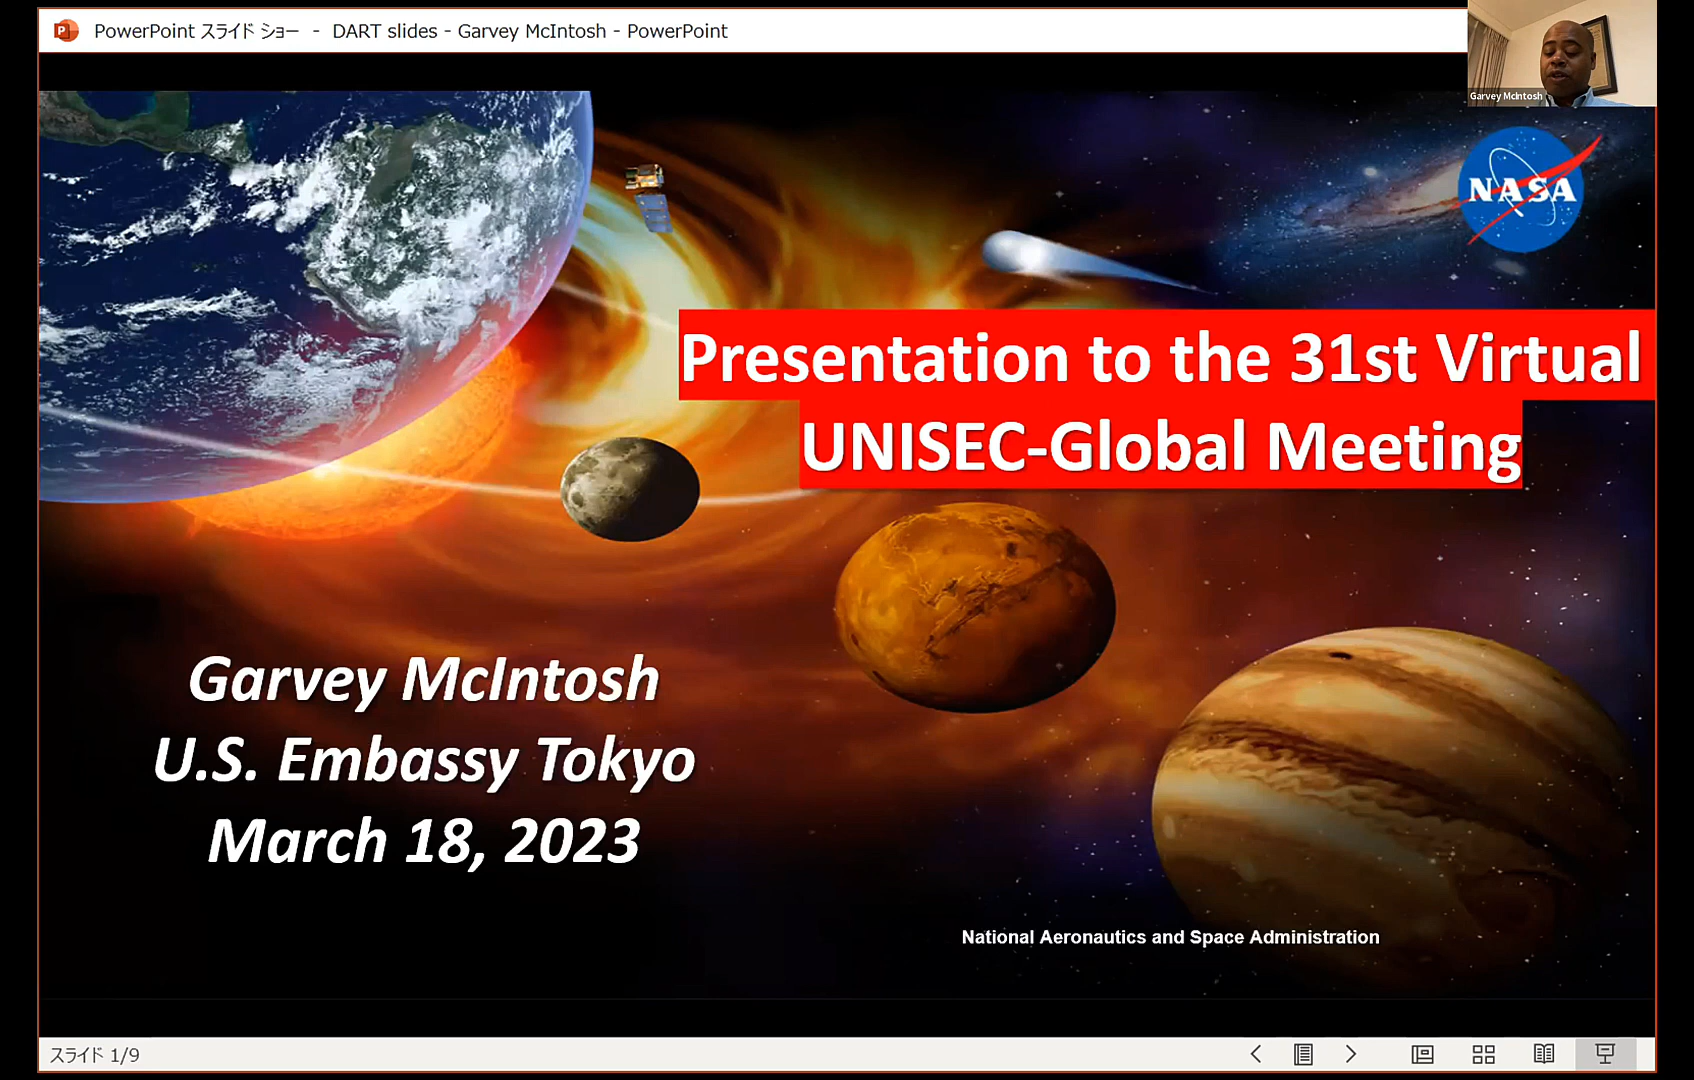 PowerPoint スライド ショー - DART slides - Garvey McIntosh - PowerPoint
Garvey McIntosh
NASA
Presentation to the 31st Virtual
UNISEC-Global Meeting
Garvey McIntosh
U.S. Embassy Tokyo
March 18, 2023
National Aeronautics and Space Administration
スライド 1/9